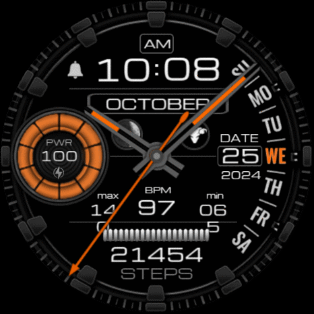 AM
10:08
OCTOBER
SU
MO
TU
WE
TH
FR
SA
DATE
25
2024
PWR
100
max
BPM
97
min
06
21454
STEPS